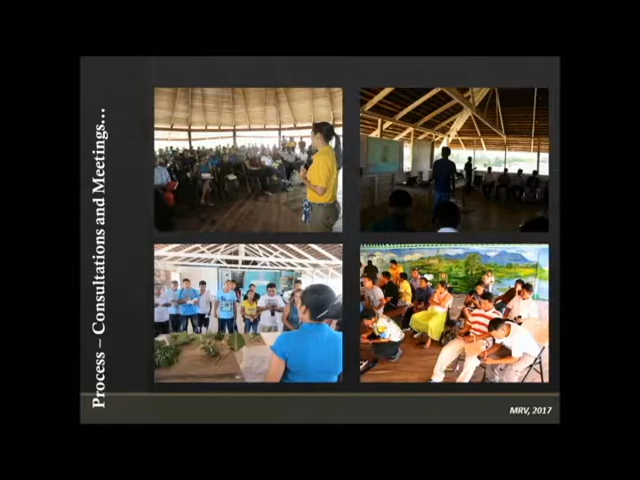 Process – Consultations and Meetings...
MRV, 2017